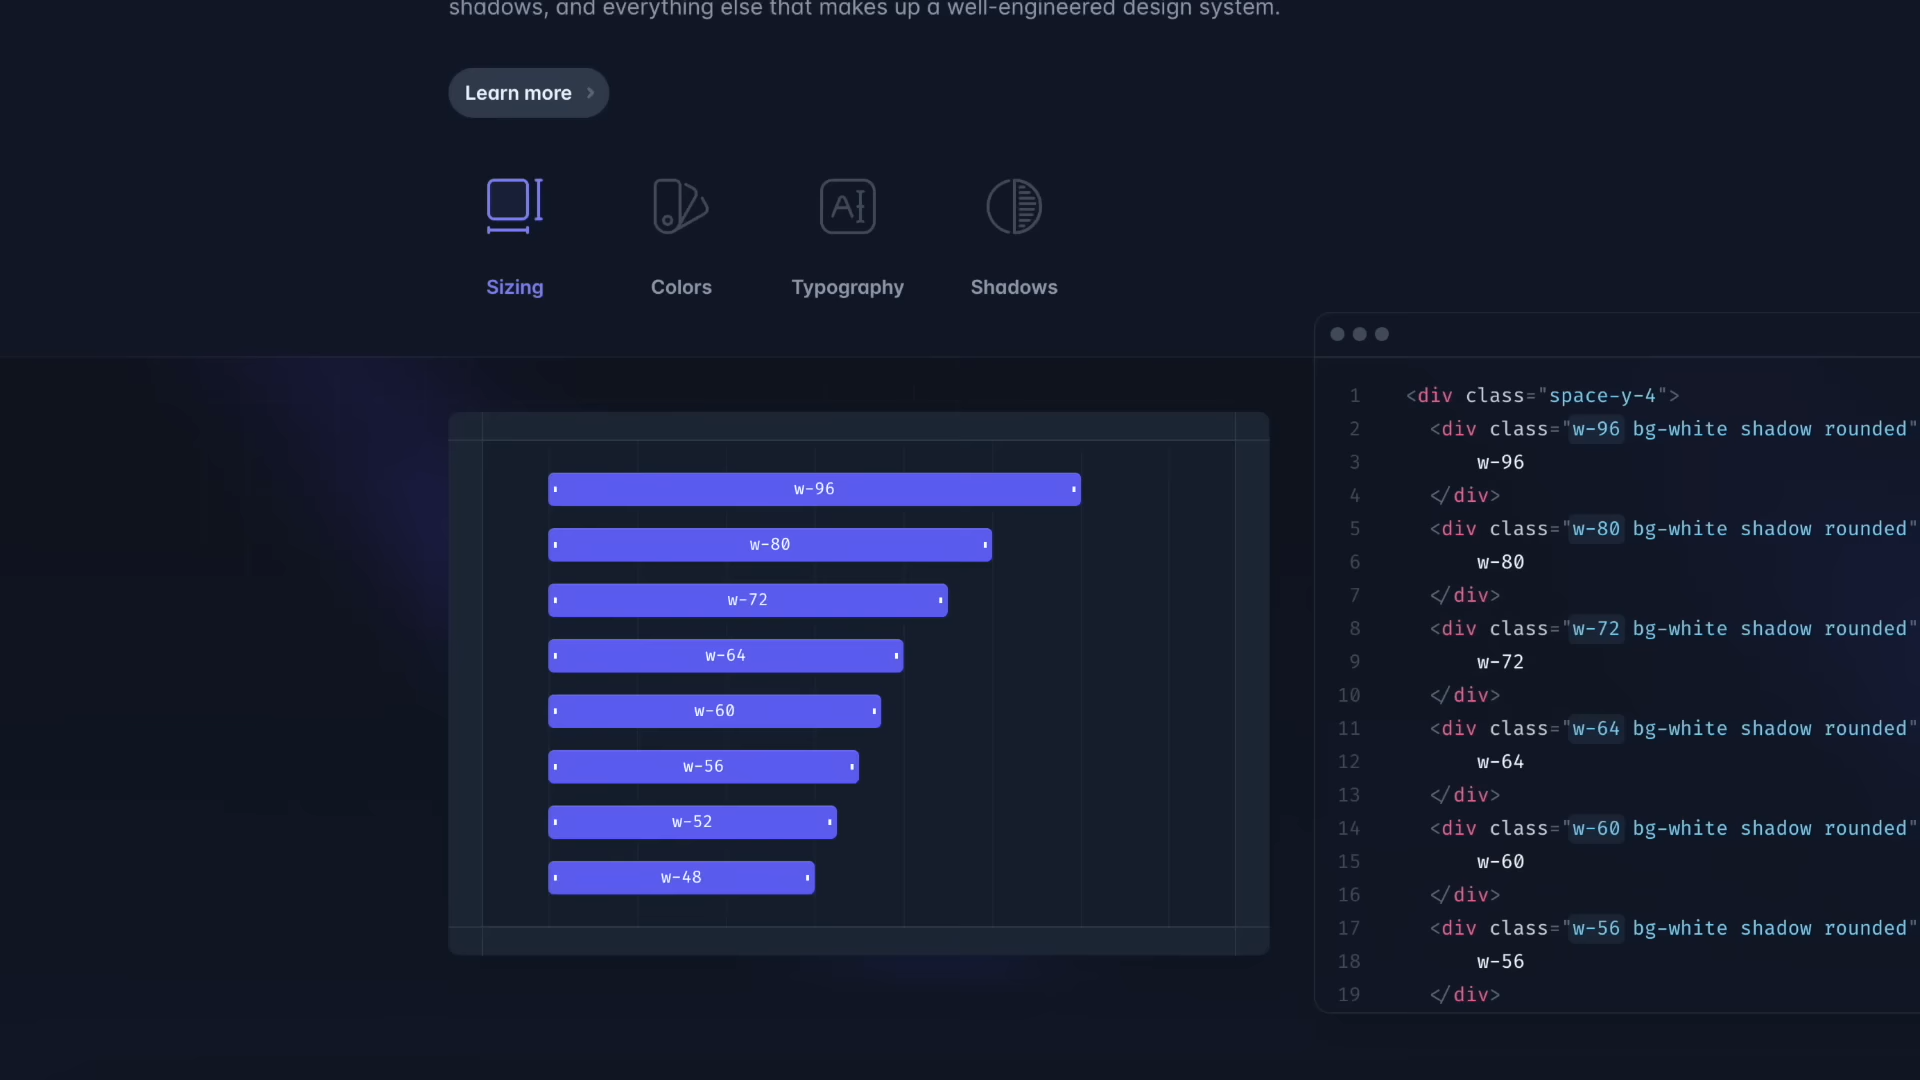 shadows, and everything else that makes up a well-engineered design system.
Learn more
Sizing
Colors
AI
Typography
Shadows
w-96
w-80
w-72
w-64
w-60
w-56
w-52
w-48
1 <div class="space-y-4">
2 <div class="w-96 bg-white shadow rounded"
3 w-96
4 </div>
5 <div class="w-80 bg-white shadow rounded"
6 w-80
7 </div>
8 <div class="w-72 bg-white shadow rounded"
9 w-72
10 </div>
11 <div class="w-64 bg-white shadow rounded"
12 w-64
13 </div>
14 <div class="w-60 bg-white shadow rounded"
15 w-60
16 </div>
17 <div class="w-56 bg-white shadow rounded"
18 w-56
19 </div>